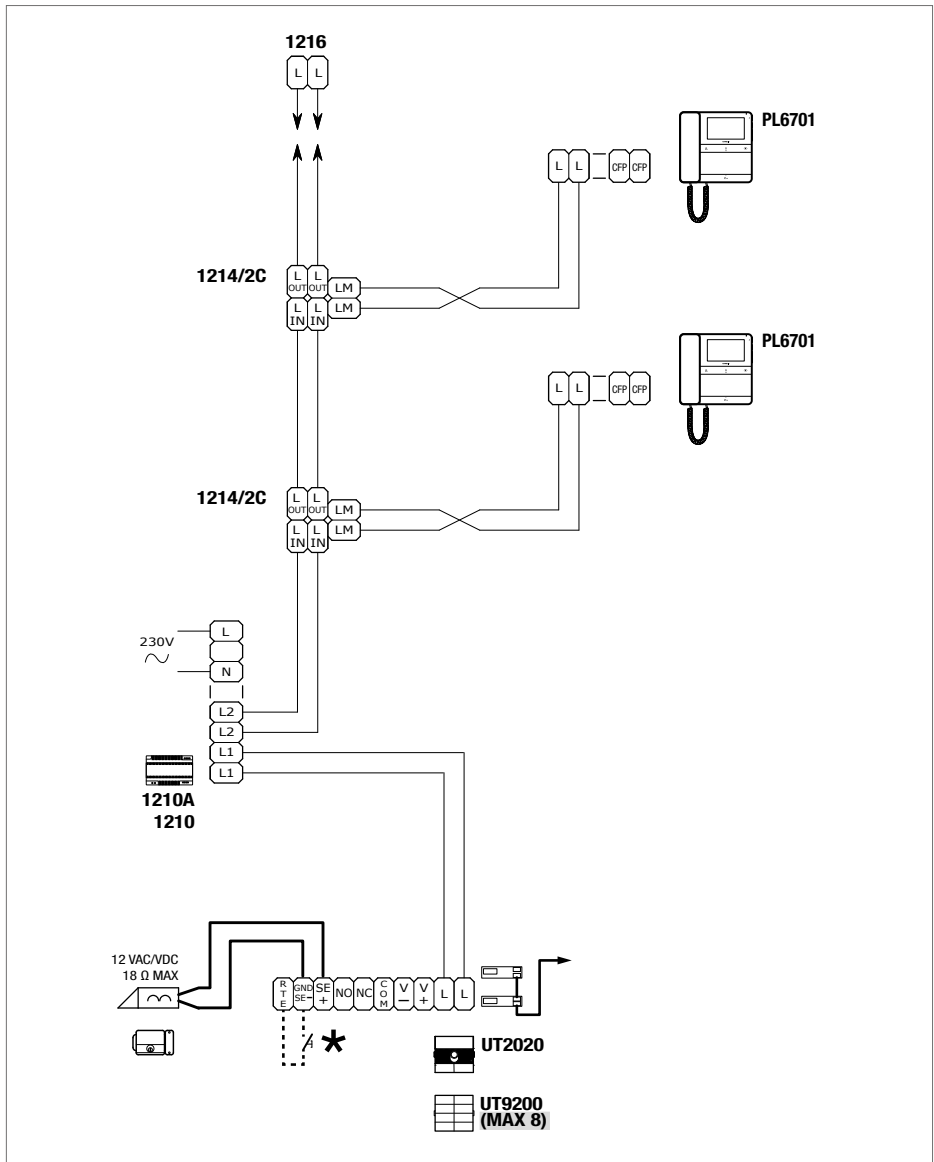 1216
L L
PL6701
L L CFP CFP
1214/2C
L OUT L OUT LM
L IN L IN LM
PL6701
L L CFP CFP
1214/2C
L OUT L OUT LM
L IN L IN LM
230V
L
N
L2
L2
L1
L1
1210A
1210
12 VAC/VDC
18 Ω MAX
RTE GND SE- SE+ NO NC COM V- V+ L L
*
UT2020
UT9200
(MAX 8)